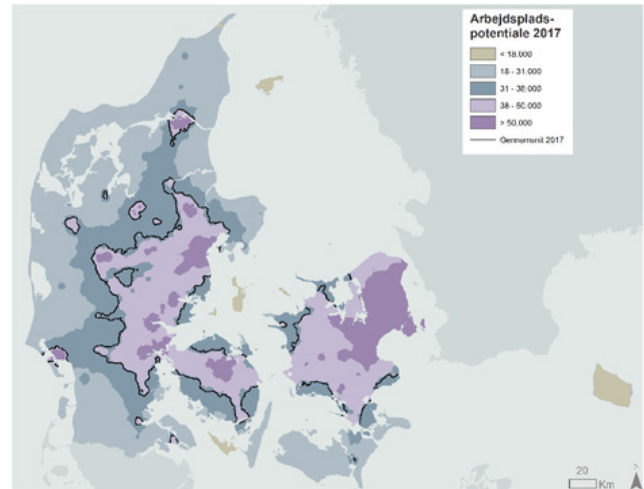 Arbejdsplads-
potentiale 2017
< 18.000
18 - 31.000
31 - 38.000
38 - 50.000
> 50.000
Gennemsnit 2017
20
Km